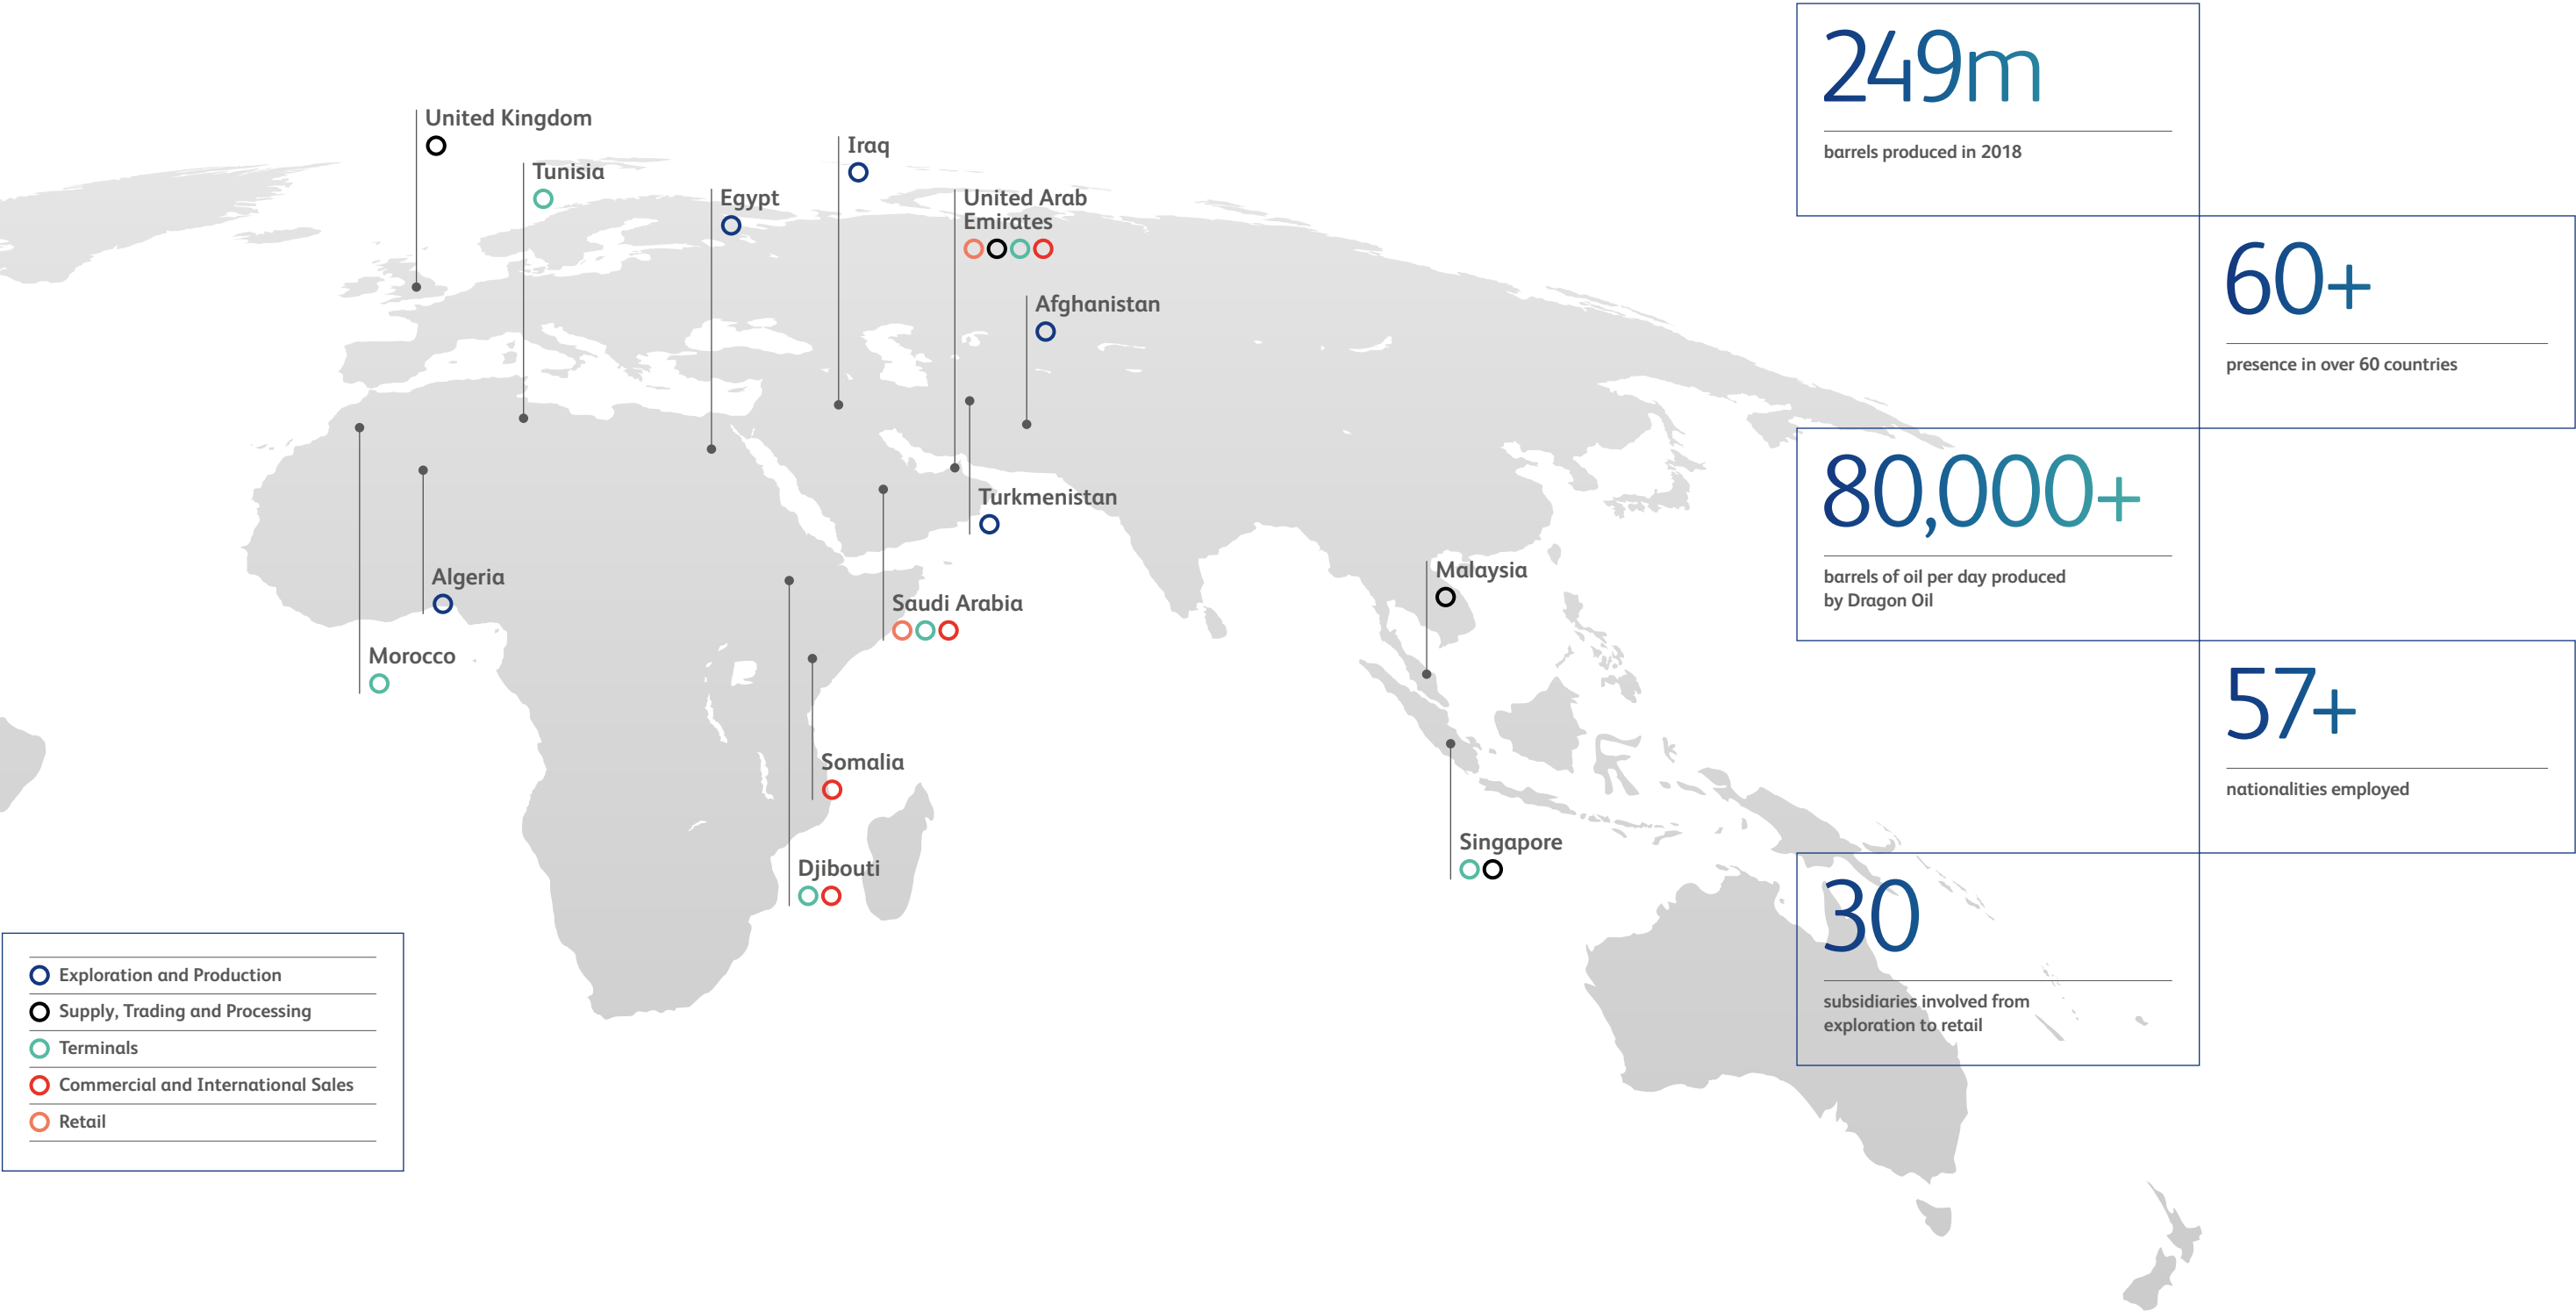 United Kingdom
Tunisia
Egypt
Iraq
United Arab
Emirates
Afghanistan
Turkmenistan
Algeria
Morocco
Saudi Arabia
Somalia
Djibouti
Malaysia
Singapore
Exploration and Production
Supply, Trading and Processing
Terminals
Commercial and International Sales
Retail
249m
barrels produced in 2018
60+
presence in over 60 countries
80,000+
barrels of oil per day produced
by Dragon Oil
57+
nationalities employed
30
subsidiaries involved from
exploration to retail